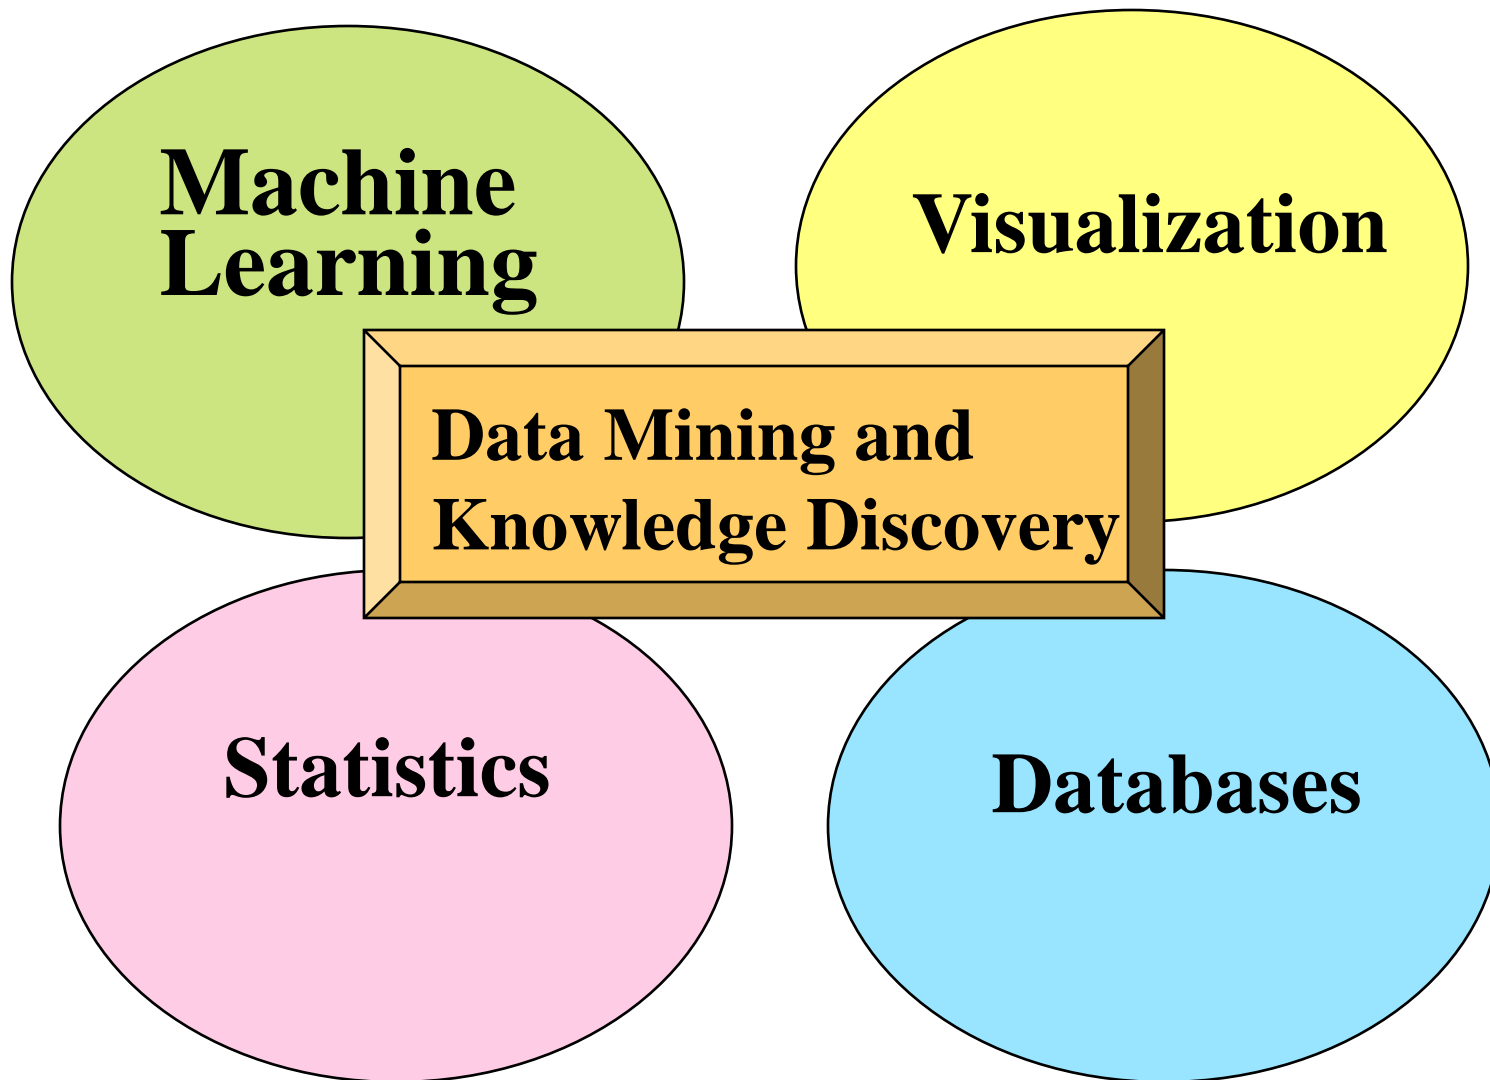 Machine
Learning
Visualization
Data Mining and
Knowledge Discovery
Statistics
Databases